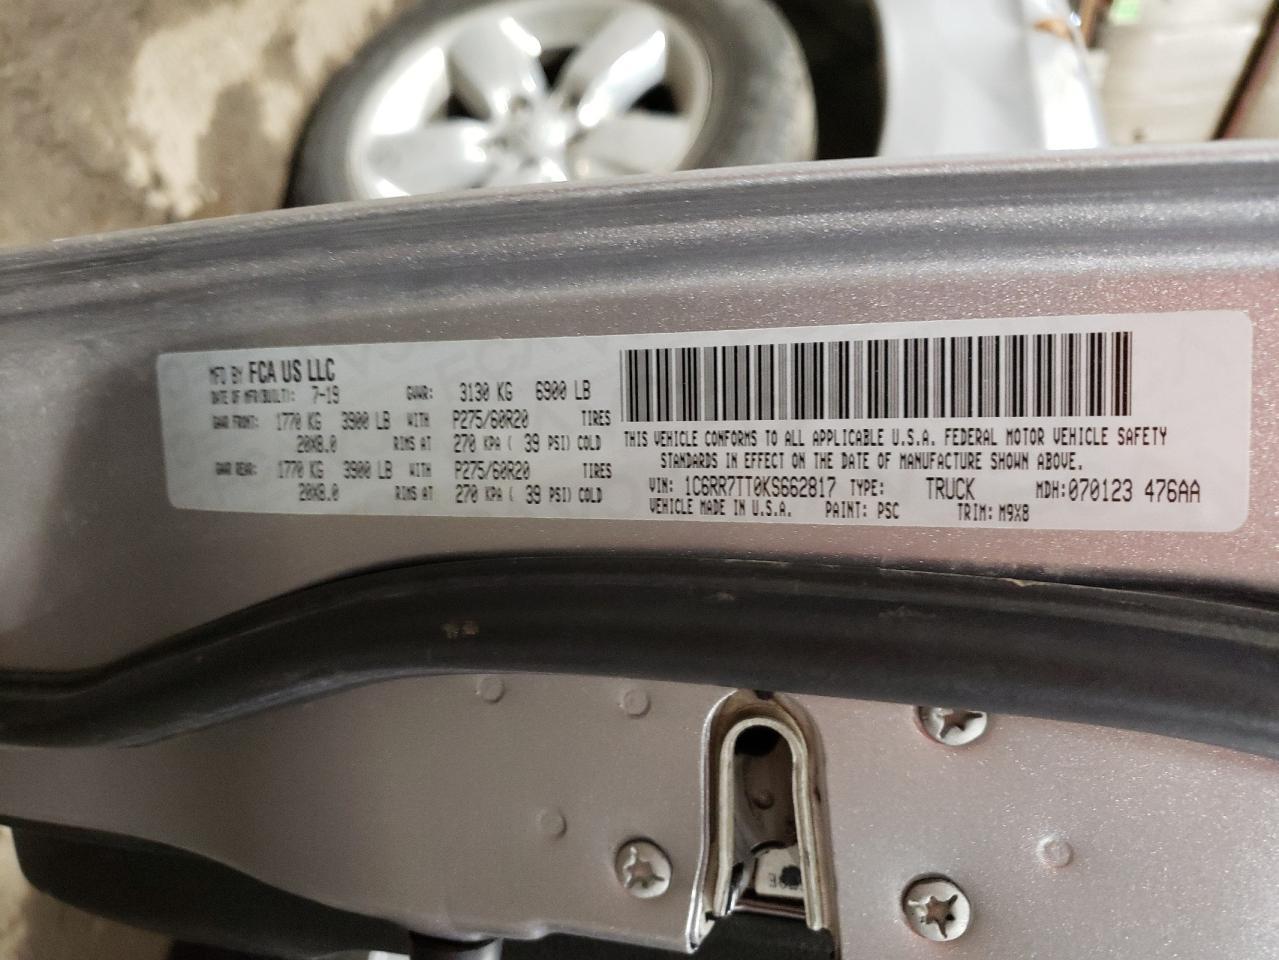 MFD BY FCA US LLC
DATE OF MFR(BUILT): 7-19 GVWR: 3130 KG 6900 LB
GAWR FRONT: 1770 KG 3900 LB WITH P275/60R20 TIRES
20X8.0 RIMS AT 270 KPA ( 39 PSI) COLD
GAWR REAR: 1770 KG 3900 LB WITH P275/60R20 TIRES
20X8.0 RIMS AT 270 KPA ( 39 PSI) COLD
THIS VEHICLE CONFORMS TO ALL APPLICABLE U.S.A. FEDERAL MOTOR VEHICLE SAFETY
STANDARDS IN EFFECT ON THE DATE OF MANUFACTURE SHOWN ABOVE.
VIN: 1C6RR7TT0KS662817 TYPE: TRUCK MDH:070123 476AA
VEHICLE MADE IN U.S.A. PAINT: PSC TRIM: M9X8